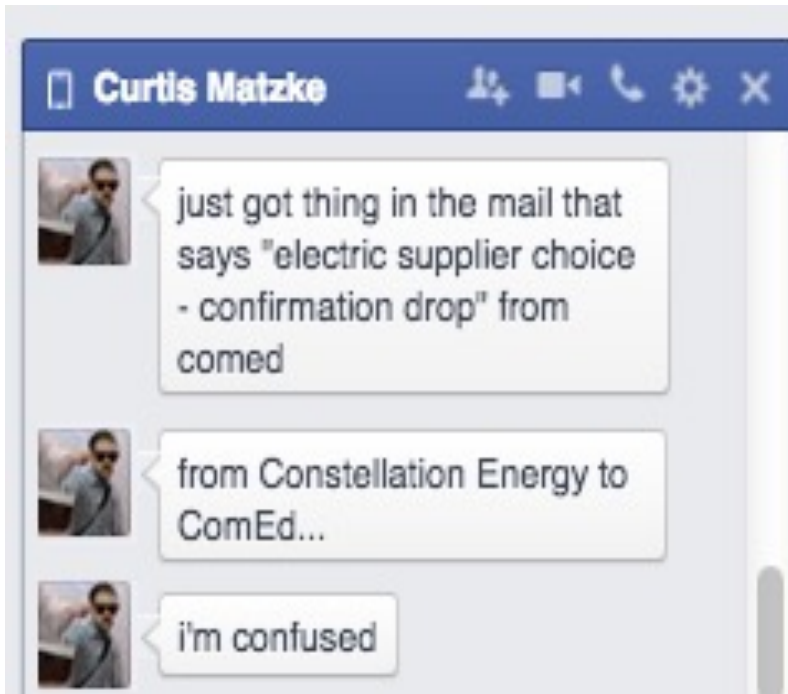 Curtis Matzke
just got thing in the mail that
says "electric supplier choice
- confirmation drop" from
comed
from Constellation Energy to
ComEd...
i'm confused